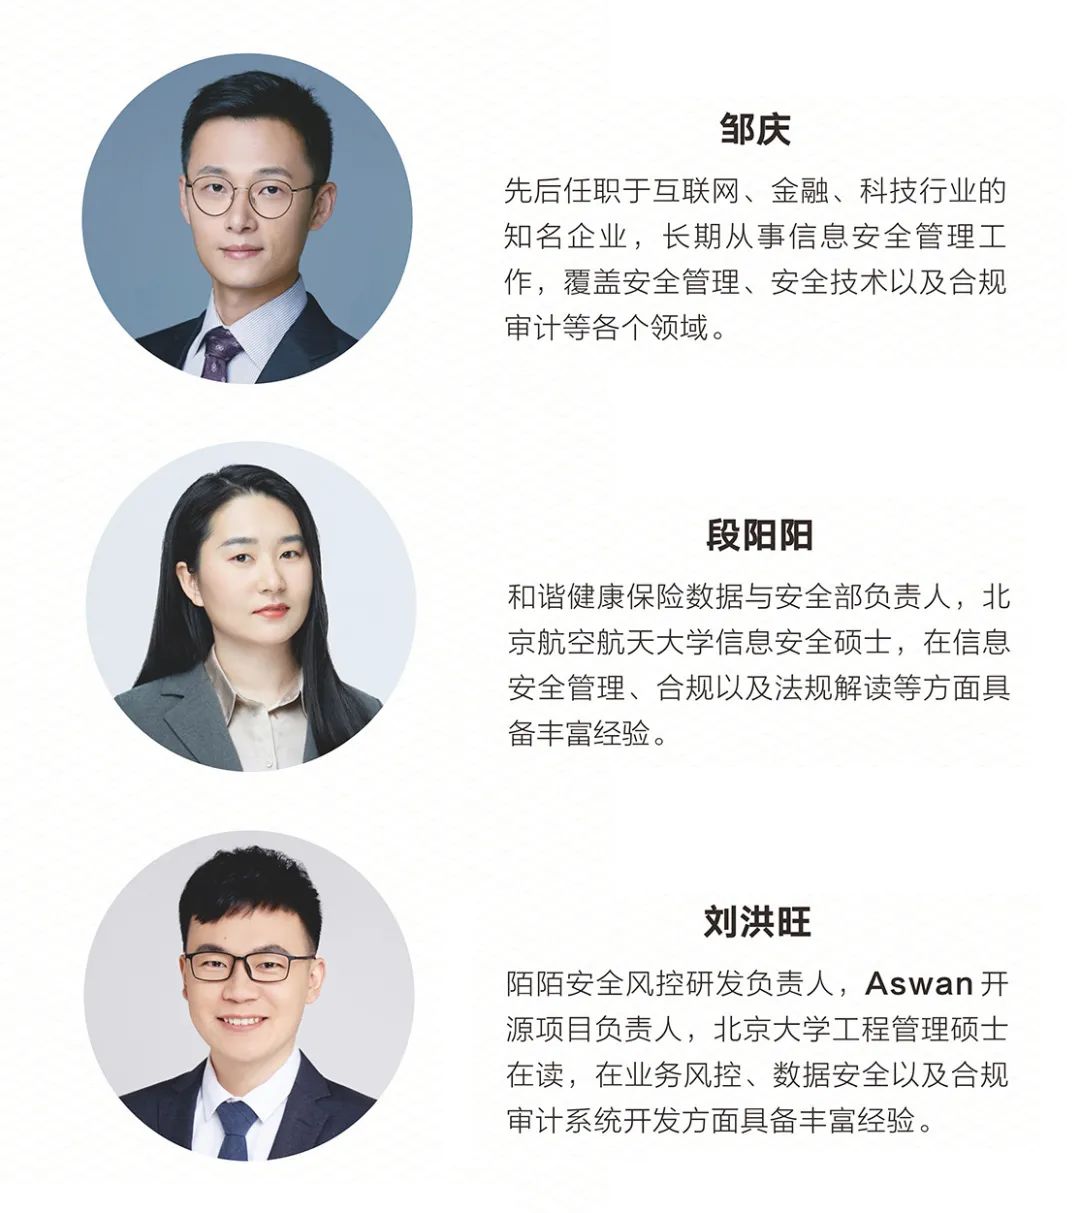 邹庆
先后任职于互联网、金融、科技行业的
知名企业，长期从事信息安全管理工
作，覆盖安全管理、安全技术以及合规
审计等各个领域。
段阳阳
和谐健康保险数据与安全部负责人，北
京航空航天大学信息安全硕士，在信息
安全管理、合规以及法规解读等方面具
备丰富经验。
刘洪旺
陌陌安全风控研发负责人，Aswan开
源项目负责人，北京大学工程管理硕士
在读，在业务风控、数据安全以及合规
审计系统开发方面具备丰富经验。